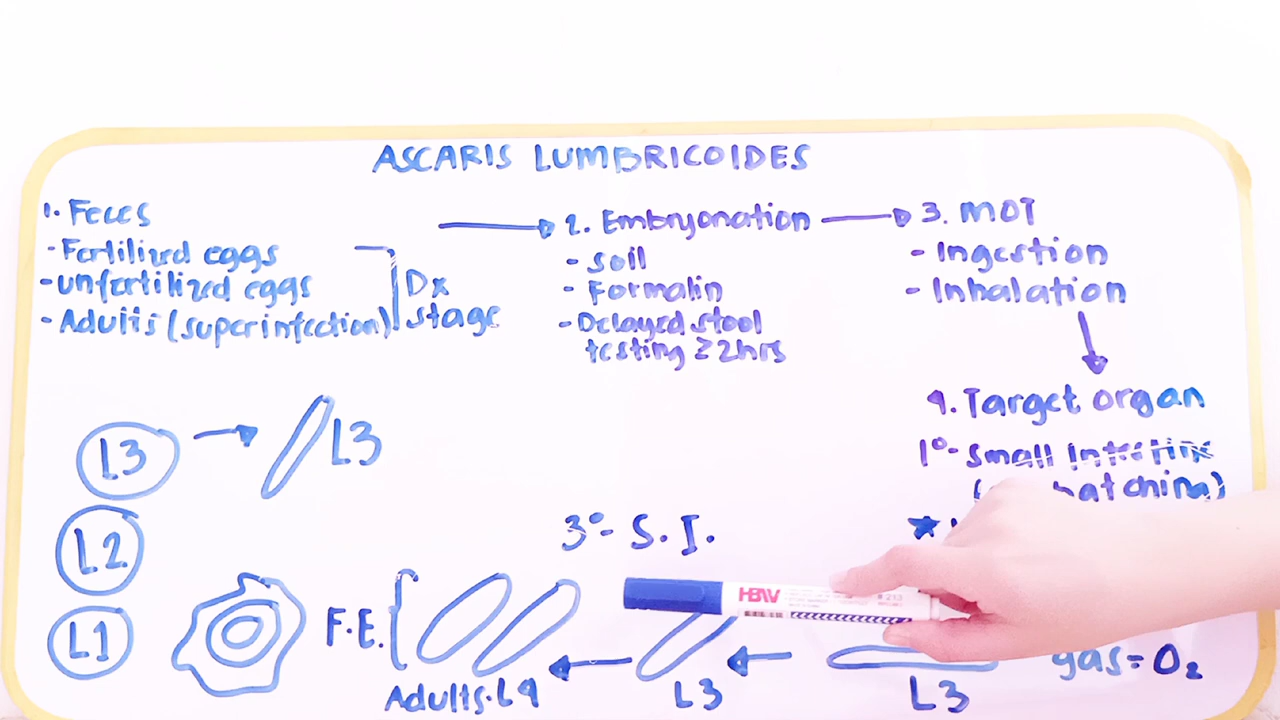 ASCARIS LUMBRICOIDES
1. Feces
- Fertilized eggs
- unfertilized eggs
- Adults (superinfection)
Dx
stage
2. Embryonation
- Soil
- Formalin
- Delayed stool
testing ≥2hrs
3. MOT
- Ingestion
- Inhalation
4. Target organ
1°- Small Intestine
L3
L3
L2
L1
3°- S. I.
HBW
F.E.
Adults·L4
L3
L3
gas = O₂